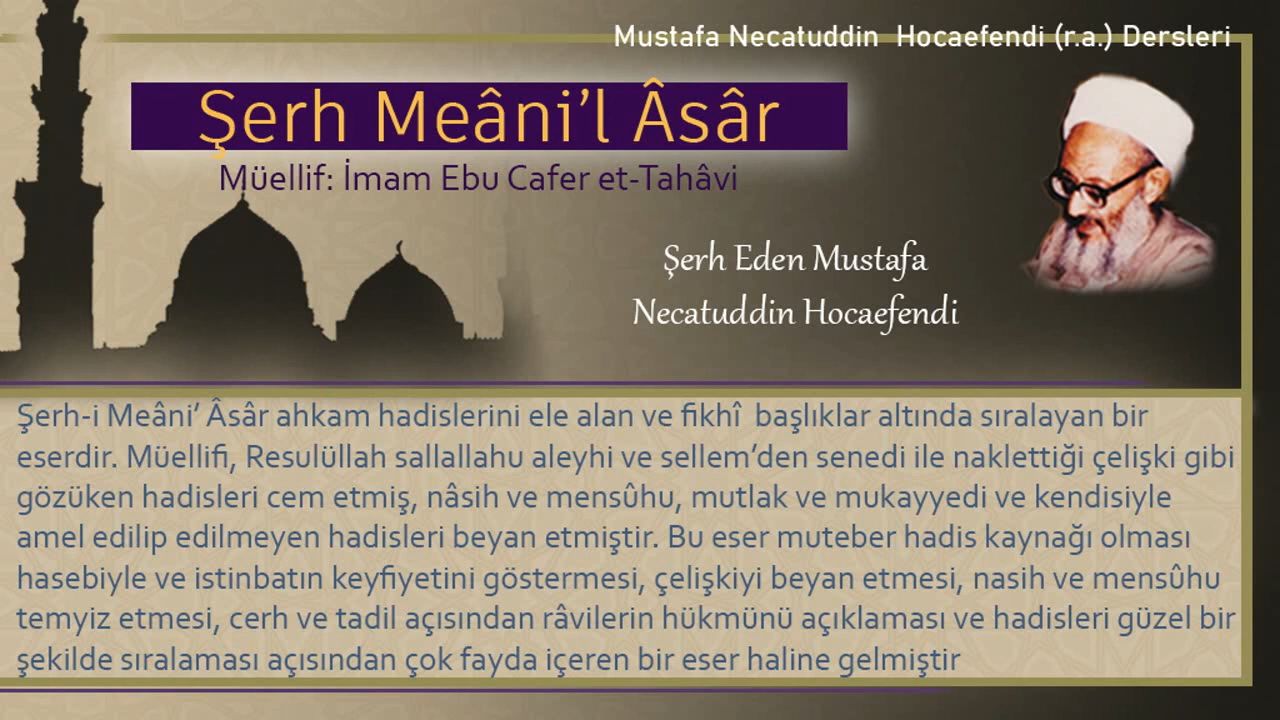 Mustafa Necatuddin Hocaefendi (r.a.) Dersleri
Şerh Meâni’l Âsâr
Müellif: İmam Ebu Cafer et-Tahâvi
Şerh Eden Mustafa
Necatuddin Hocaefendi
Şerh-i Meâni’ Âsâr ahkam hadislerini ele alan ve fikhî başlıklar altında sıralayan bir
eserdir. Müellifi, Resulüllah sallallahu aleyhi ve sellem’den senedi ile naklettiği çelişki gibi
gözüken hadisleri cem etmiş, nâsih ve mensûhu, mutlak ve mukayyedi ve kendisiyle
amel edilip edilmeyen hadisleri beyan etmiştir. Bu eser muteber hadis kaynağı olması
hasebiyle ve istinbatın keyfiyetini göstermesi, çelişkiyi beyan etmesi, nasih ve mensûhu
temyiz etmesi, cerh ve tadil açısından râvilerin hükmünü açıklaması ve hadisleri güzel bir
şekilde sıralaması açısından çok fayda içeren bir eser haline gelmiştir